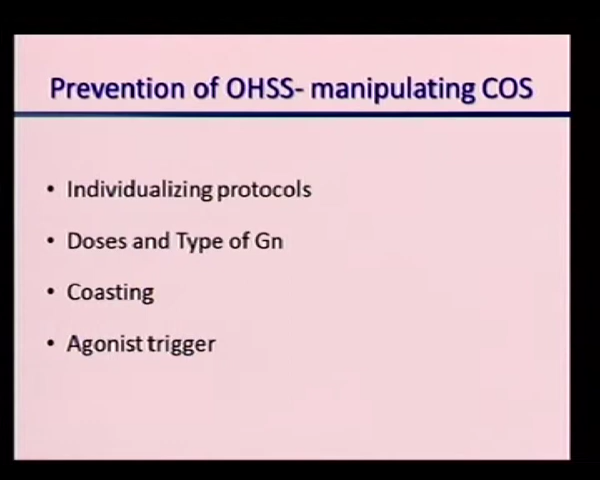 Prevention of OHSS- manipulating COS
• Individualizing protocols
• Doses and Type of Gn
• Coasting
• Agonist trigger